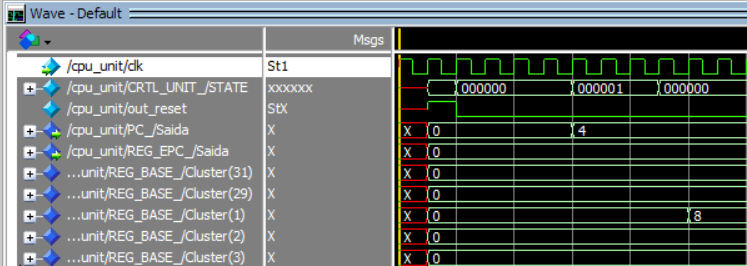 Wave - Default
Msgs
/cpu_unit/clk St1
/cpu_unit/CRTL_UNIT_/STATE xxxxxx 000000 000001 000000
/cpu_unit/out_reset StX
/cpu_unit/PC_/Saida X X 0 4
/cpu_unit/REG_EPC_/Saida X X 0
...unit/REG_BASE_/Cluster(31) X X 0
...unit/REG_BASE_/Cluster(29) X X 0
...unit/REG_BASE_/Cluster(1) X X 0 8
...unit/REG_BASE_/Cluster(2) X X 0
...unit/REG_BASE_/Cluster(3) X X 0